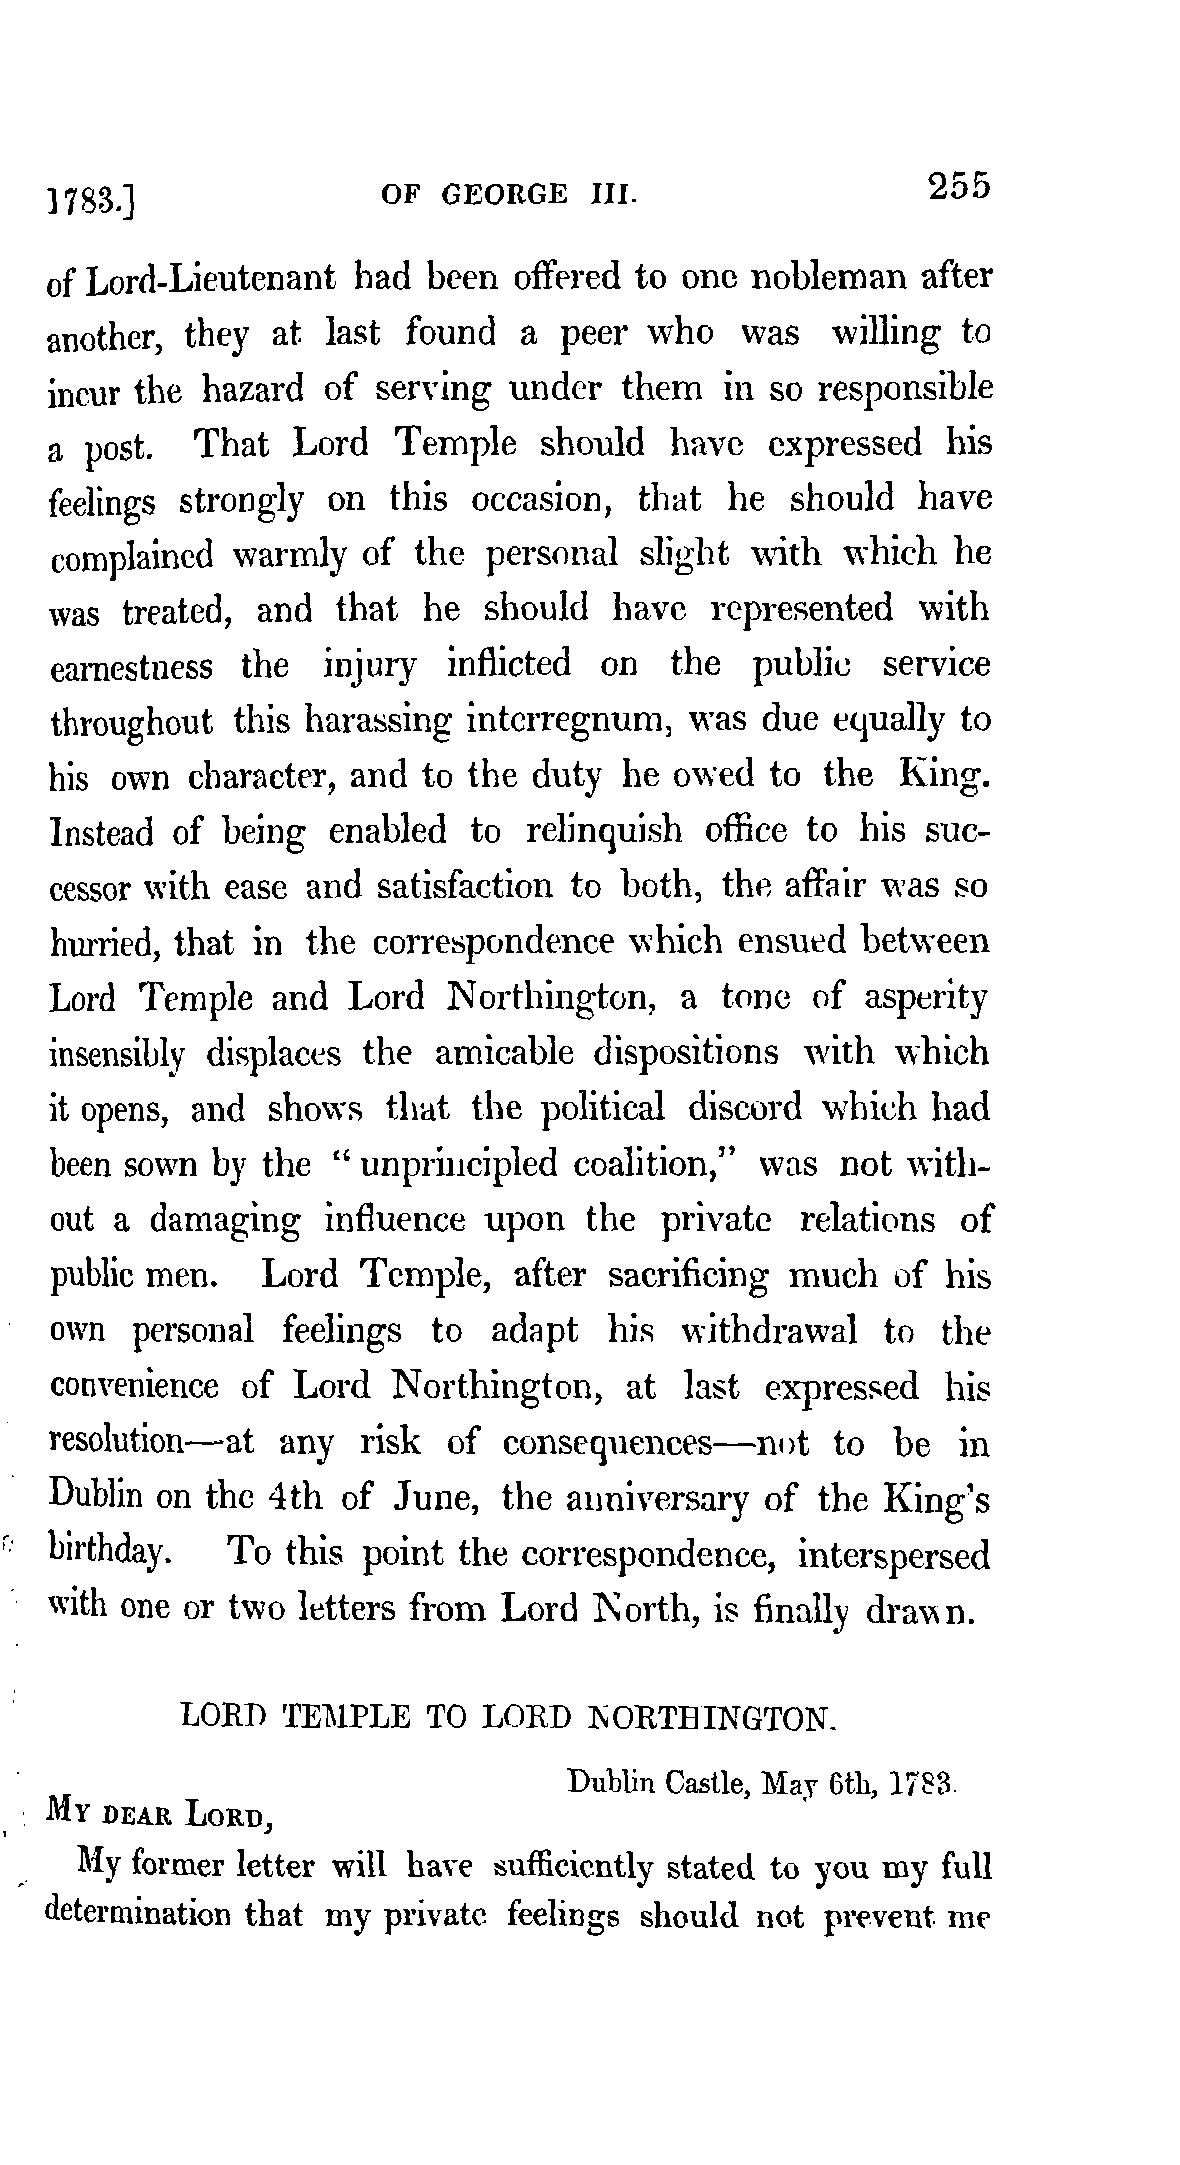 1783.] OF GEORGE III. 255
of Lord-Lieutenant had been offered to one nobleman after
another, they at last found a peer who was willing to
incur the hazard of serving under them in so responsible
a post. That Lord Temple should have expressed his
feelings strongly on this occasion, that he should have
complained warmly of the personal slight with which he
was treated, and that he should have represented with
earnestness the injury inflicted on the public service
throughout this harassing interregnum, was due equally to
his own character, and to the duty he owed to the King.
Instead of being enabled to relinquish office to his suc-
cessor with ease and satisfaction to both, the affair was so
hurried, that in the correspondence which ensued between
Lord Temple and Lord Northington, a tone of asperity
insensibly displaces the amicable dispositions with which
it opens, and shows that the political discord which had
been sown by the "unprincipled coalition," was not with-
out a damaging influence upon the private relations of
public men. Lord Temple, after sacrificing much of his
own personal feelings to adapt his withdrawal to the
convenience of Lord Northington, at last expressed his
resolution—at any risk of consequences—not to be in
Dublin on the 4th of June, the anniversary of the King's
birthday. To this point the correspondence, interspersed
with one or two letters from Lord North, is finally drawn.
LORD TEMPLE TO LORD NORTHINGTON.
Dublin Castle, May 6th, 1783.
MY DEAR LORD,
My former letter will have sufficiently stated to you my full
determination that my private feelings should not prevent me